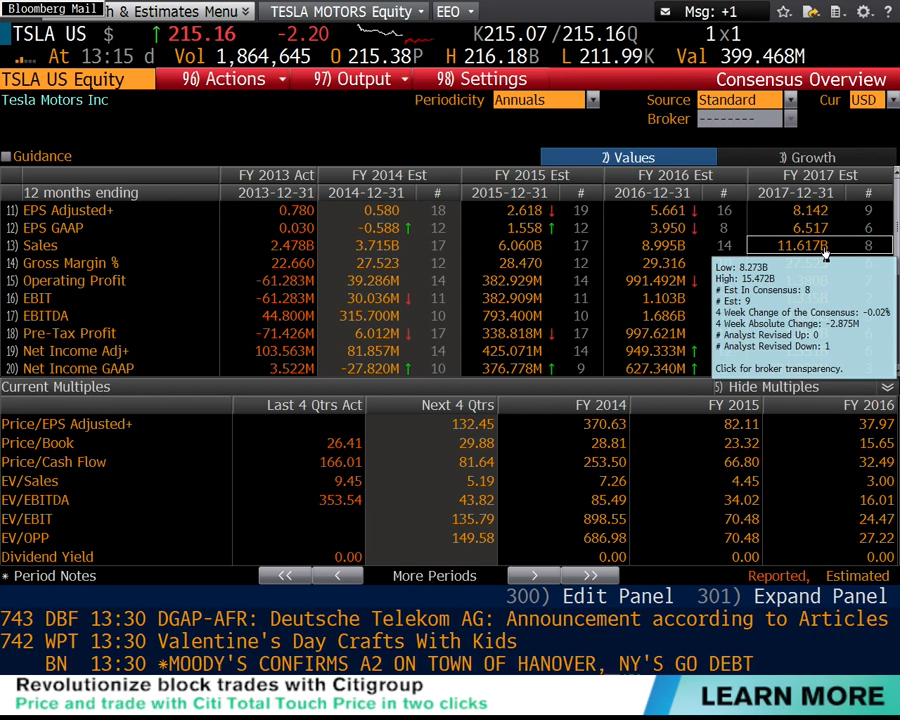 Bloomberg Mail h & Estimates Menu TESLA MOTORS Equity EEO Msg: +1
TSLA US $ ↑ 215.16 -2.20 K215.07/215.16Q 1x1
At 13:15 d Vol 1,864,645 O 215.38P H 216.18B L 211.99K Val 399.468M
TSLA US Equity 96) Actions 97) Output 98) Settings Consensus Overview
Tesla Motors Inc Periodicity Annuals Source Standard Cur USD
Broker --------
Guidance 2) Values 3) Growth
FY 2013 Act FY 2014 Est FY 2015 Est FY 2016 Est FY 2017 Est
12 months ending 2013-12-31 2014-12-31 # 2015-12-31 # 2016-12-31 # 2017-12-31 #
11) EPS Adjusted+ 0.780 0.580 18 2.618 ↓ 19 5.661 ↓ 16 8.142 9
12) EPS GAAP 0.030 -0.588 ↑ 12 1.558 ↑ 12 3.950 ↓ 8 6.517 6
13) Sales 2.478B 3.715B 17 6.060B 17 8.995B 14 11.617B 8
14) Gross Margin % 22.660 27.523 12 28.470 12 29.316
15) Operating Profit -61.283M 39.286M 14 382.929M 14 991.492M ↓
16) EBIT -61.283M 30.036M ↓ 11 382.909M 11 1.103B
17) EBITDA 44.800M 315.700M 10 793.400M 10 1.686B
18) Pre-Tax Profit -71.426M 6.012M ↓ 17 338.818M ↓ 17 997.621M
19) Net Income Adj+ 103.563M 81.857M 14 425.071M 14 949.333M ↑
20) Net Income GAAP 3.522M -27.820M ↑ 10 376.778M ↑ 9 627.340M ↑
Low: 8.273B
High: 15.472B
# Est In Consensus: 8
# Est: 9
4 Week Change of the Consensus: -0.02%
4 Week Absolute Change: -2.875M
# Analyst Revised Up: 0
# Analyst Revised Down: 1
Click for broker transparency.
Current Multiples 5) Hide Multiples
Last 4 Qtrs Act Next 4 Qtrs FY 2014 FY 2015 FY 2016
Price/EPS Adjusted+ 132.45 370.63 82.11 37.97
Price/Book 26.41 29.88 28.81 23.32 15.65
Price/Cash Flow 166.01 81.64 253.50 66.80 32.49
EV/Sales 9.45 5.19 7.26 4.45 3.00
EV/EBITDA 353.54 43.82 85.49 34.02 16.01
EV/EBIT 135.79 898.55 70.48 24.47
EV/OPP 149.58 686.98 70.48 27.22
Dividend Yield 0.00 0.00 0.00 0.00
* Period Notes << < More Periods > >> Reported, Estimated
300) Edit Panel 301) Expand Panel
743 DBF 13:30 DGAP-AFR: Deutsche Telekom AG: Announcement according to Articles
742 WPT 13:30 Valentine's Day Crafts With Kids
BN 13:30 *MOODY'S CONFIRMS A2 ON TOWN OF HANOVER, NY'S GO DEBT
Revolutionize block trades with Citigroup
Price and trade with Citi Total Touch Price in two clicks
LEARN MORE